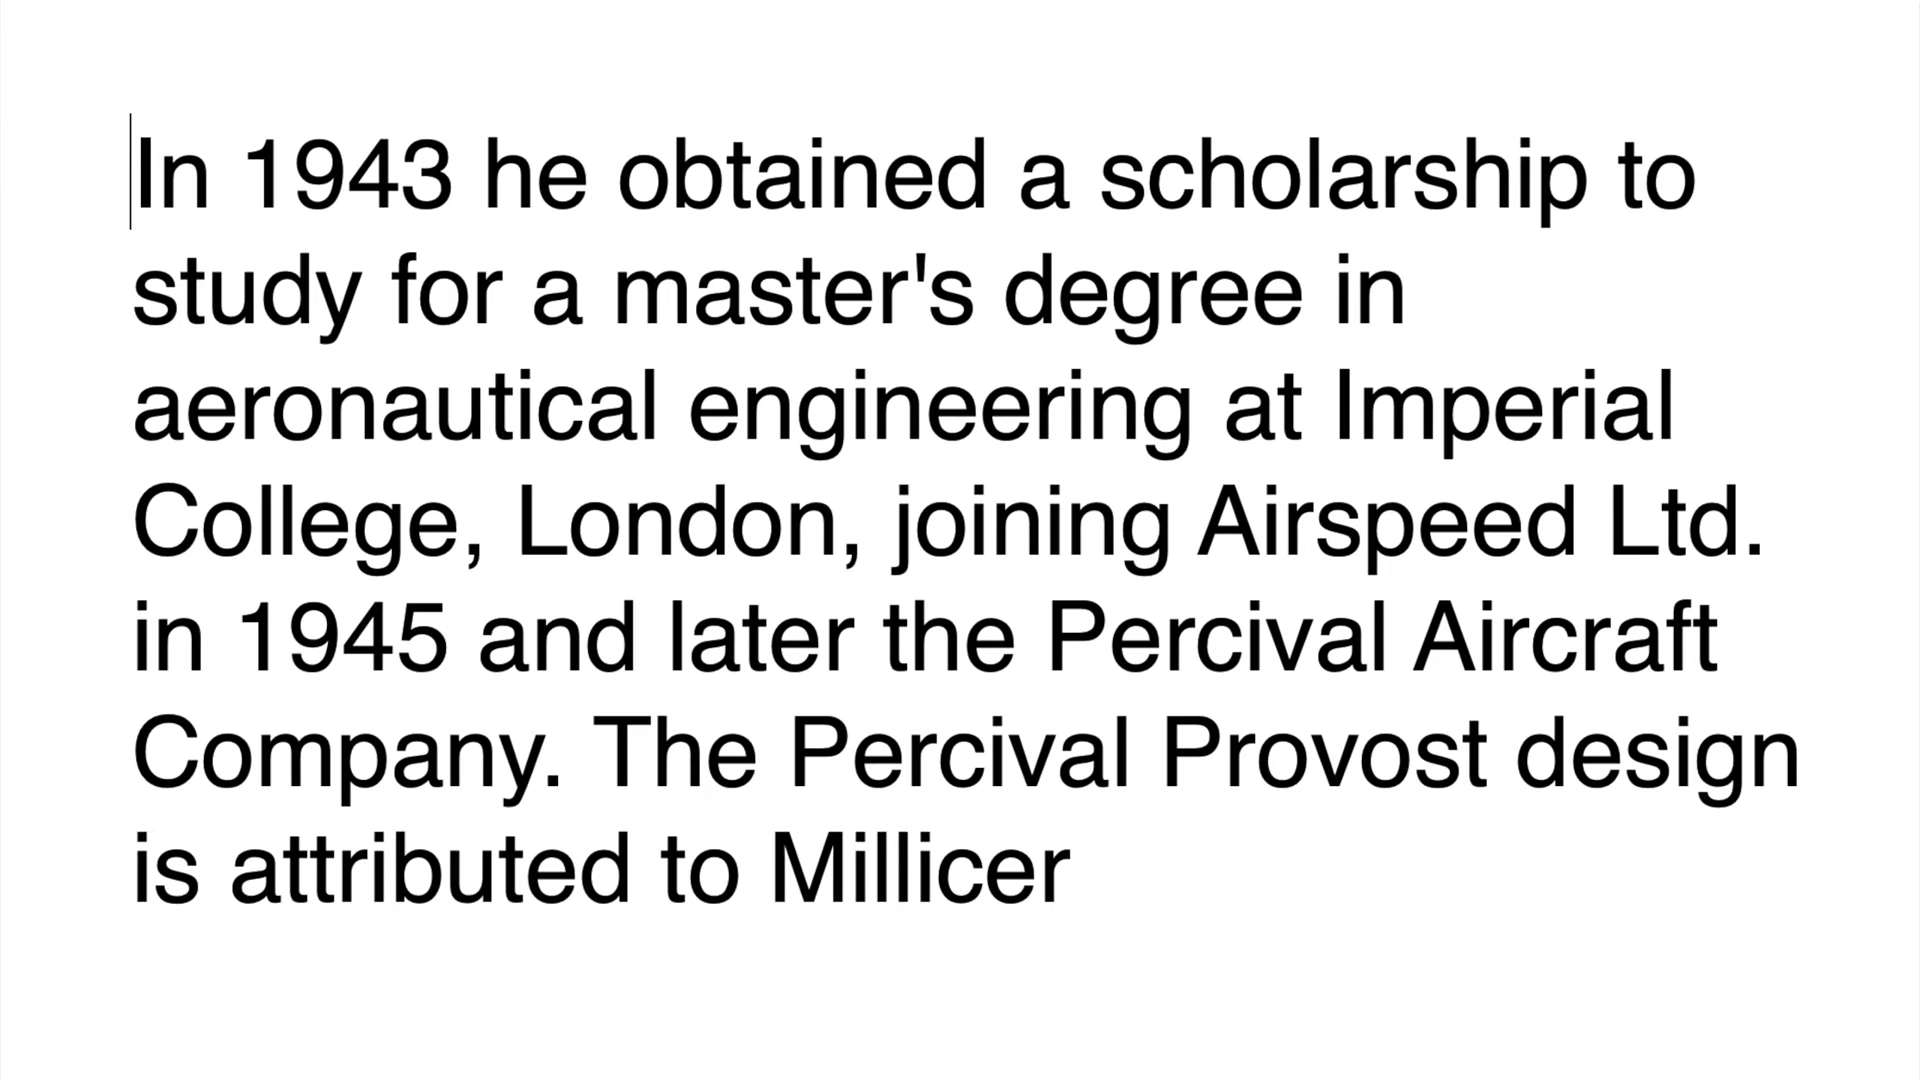 In 1943 he obtained a scholarship to
study for a master's degree in
aeronautical engineering at Imperial
College, London, joining Airspeed Ltd.
in 1945 and later the Percival Aircraft
Company. The Percival Provost design
is attributed to Millicer